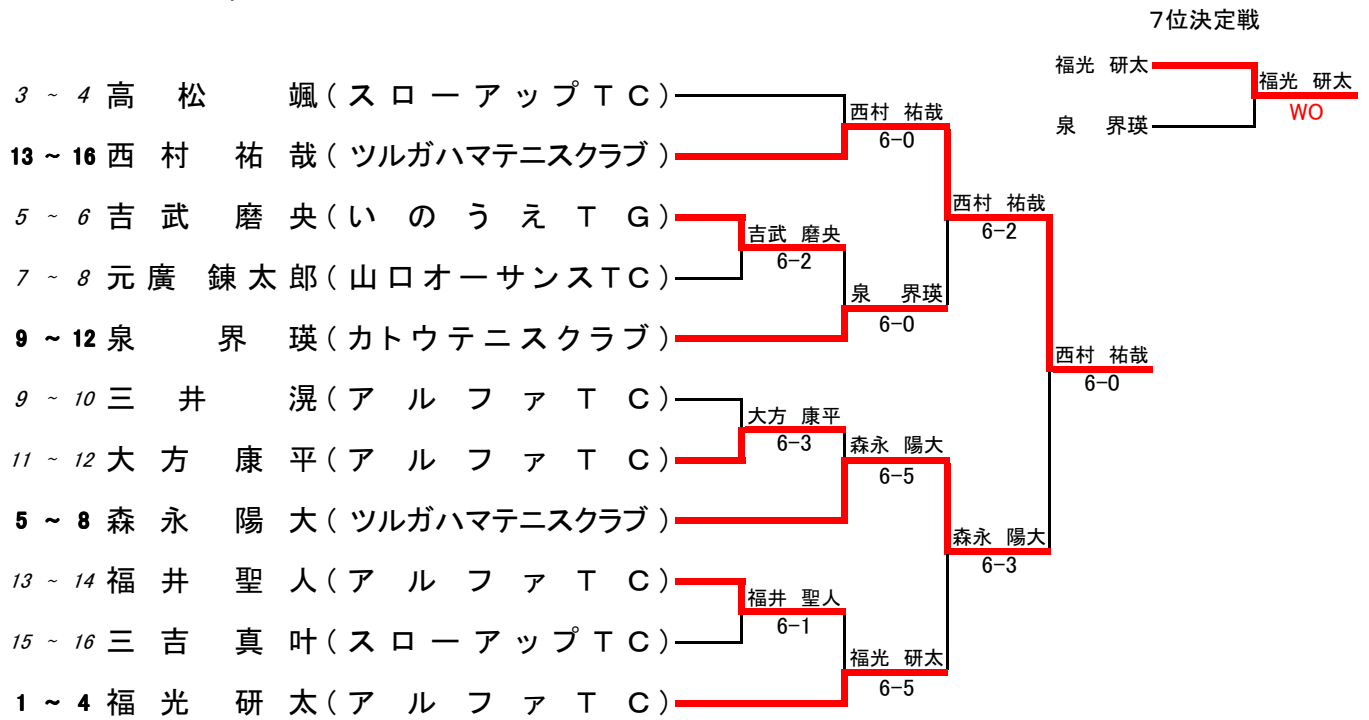 7位決定戦
福光 研太
福光 研太
WO
泉 界瑛
3 ~ 4 高松 颯(スローアップTC)
西村 祐哉
6-0
13 ~ 16 西村 祐哉(ツルガハマテニスクラブ)
5 ~ 6 吉武 磨央(いのうえTG)
西村 祐哉
6-2
吉武 磨央
6-2
7 ~ 8 元廣 錬太郎(山口オーサンスTC)
泉 界瑛
6-0
9 ~ 12 泉 界瑛(カトウテニスクラブ)
西村 祐哉
6-0
9 ~ 10 三井 滉(アルファTC)
大方 康平
6-3
11 ~ 12 大方 康平(アルファTC)
森永 陽大
6-5
5 ~ 8 森永 陽大(ツルガハマテニスクラブ)
森永 陽大
6-3
13 ~ 14 福井 聖人(アルファTC)
福井 聖人
6-1
15 ~ 16 三吉 真叶(スローアップTC)
福光 研太
6-5
1 ~ 4 福光 研太(アルファTC)